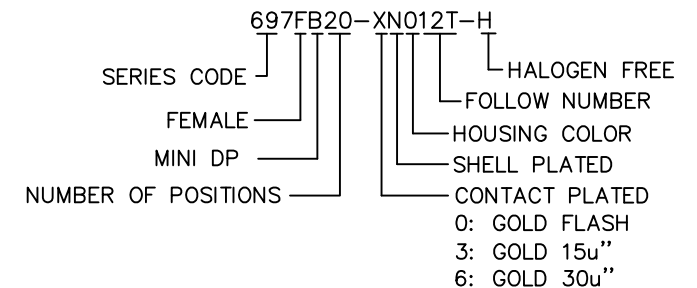 697FB20-XN012T-H
SERIES CODE
HALOGEN FREE
FOLLOW NUMBER
FEMALE
HOUSING COLOR
MINI DP
SHELL PLATED
NUMBER OF POSITIONS
CONTACT PLATED
0: GOLD FLASH
3: GOLD 15u"
6: GOLD 30u"